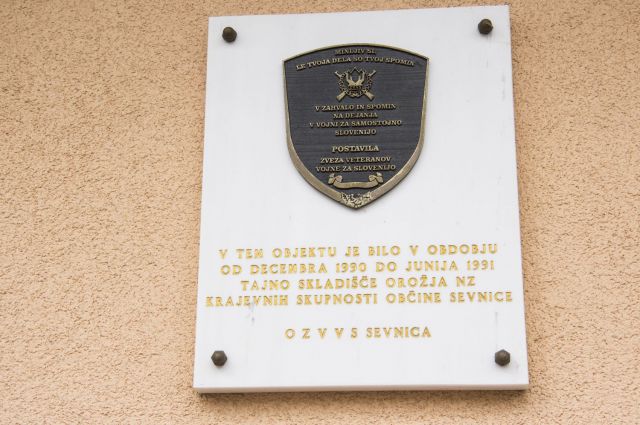 MINLJIV SI,
LE TVOJA DELA SO TVOJ SPOMIN
V ZAHVALO IN SPOMIN
NA DEJANJA
V VOJNI ZA SAMOSTOJNO
SLOVENIJO
POSTAVILA
ZVEZA VETERANOV
VOJNE ZA SLOVENIJO
V TEM OBJEKTU JE BILO V OBDOBJU
OD DECEMBRA 1990 DO JUNIJA 1991
TAJNO SKLADIŠČE OROŽJA NZ
KRAJEVNIH SKUPNOSTI OBČINE SEVNICE
O Z V V S SEVNICA